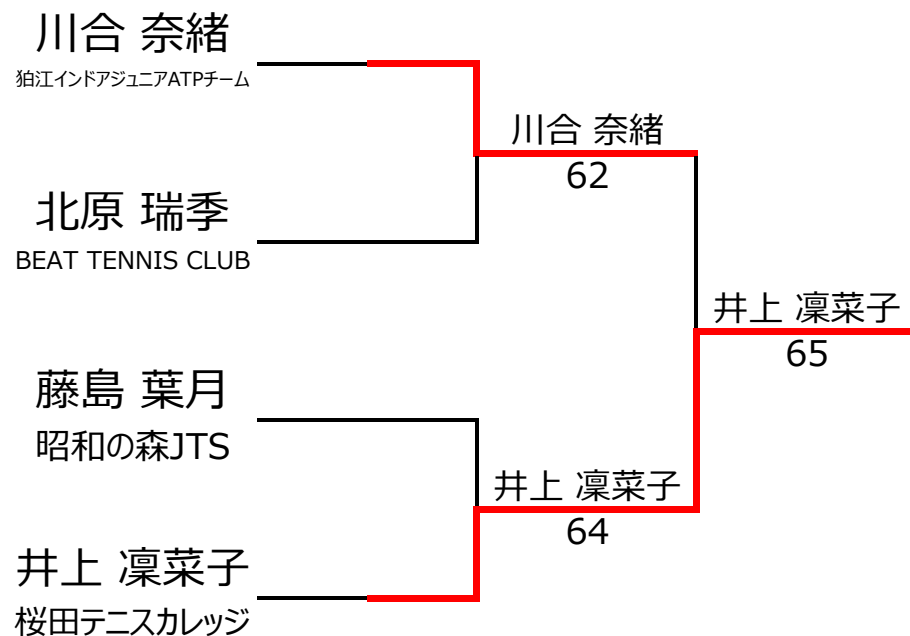 川合 奈緒
狛江インドアジュニアATPチーム
川合 奈緒
62
北原 瑞季
BEAT TENNIS CLUB
井上 凜菜子
65
藤島 葉月
昭和の森JTS
井上 凜菜子
64
井上 凜菜子
桜田テニスカレッジ